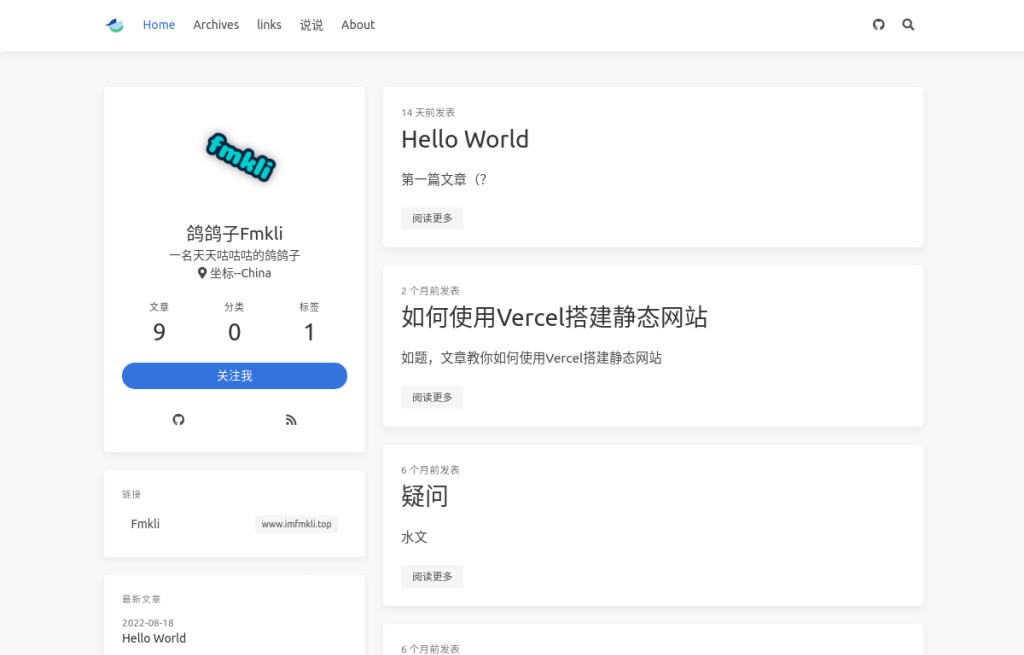 Home Archives links 说说 About
fmkli
鸽鸽子Fmkli
一名天天咕咕咕的鸽鸽子
坐标--China
文章 分类 标签
9 0 1
关注我
链接
Fmkli www.imfmkli.top
最新文章
2022-08-18
Hello World
14 天前发表
Hello World
第一篇文章（?
阅读更多
2 个月前发表
如何使用Vercel搭建静态网站
如题，文章教你如何使用Vercel搭建静态网站
阅读更多
6 个月前发表
疑问
水文
阅读更多
6 个月前发表